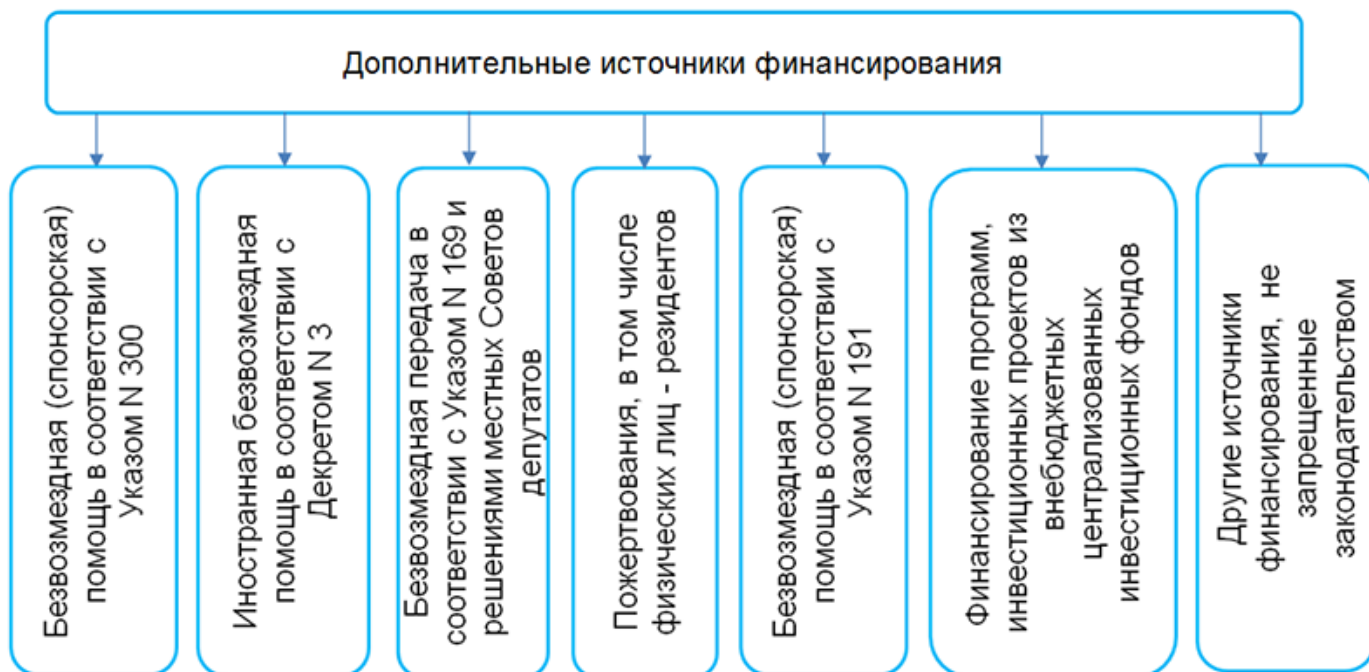 Дополнительные источники финансирования
Безвозмездная (спонсорская)
помощь в соответствии с
Указом N 300
Иностранная безвозмездная
помощь в соответствии с
Декретом N 3
Безвозмездная передача в
соответствии с Указом N 169 и
решениями местных Советов
депутатов
Пожертвования, в том числе
физических лиц - резидентов
Безвозмездная (спонсорская)
помощь в соответствии с
Указом N 191
Финансирование программ,
инвестиционных проектов из
внебюджетных
централизованных
инвестиционных фондов
Другие источники
финансирования, не
запрещенные
законодательством